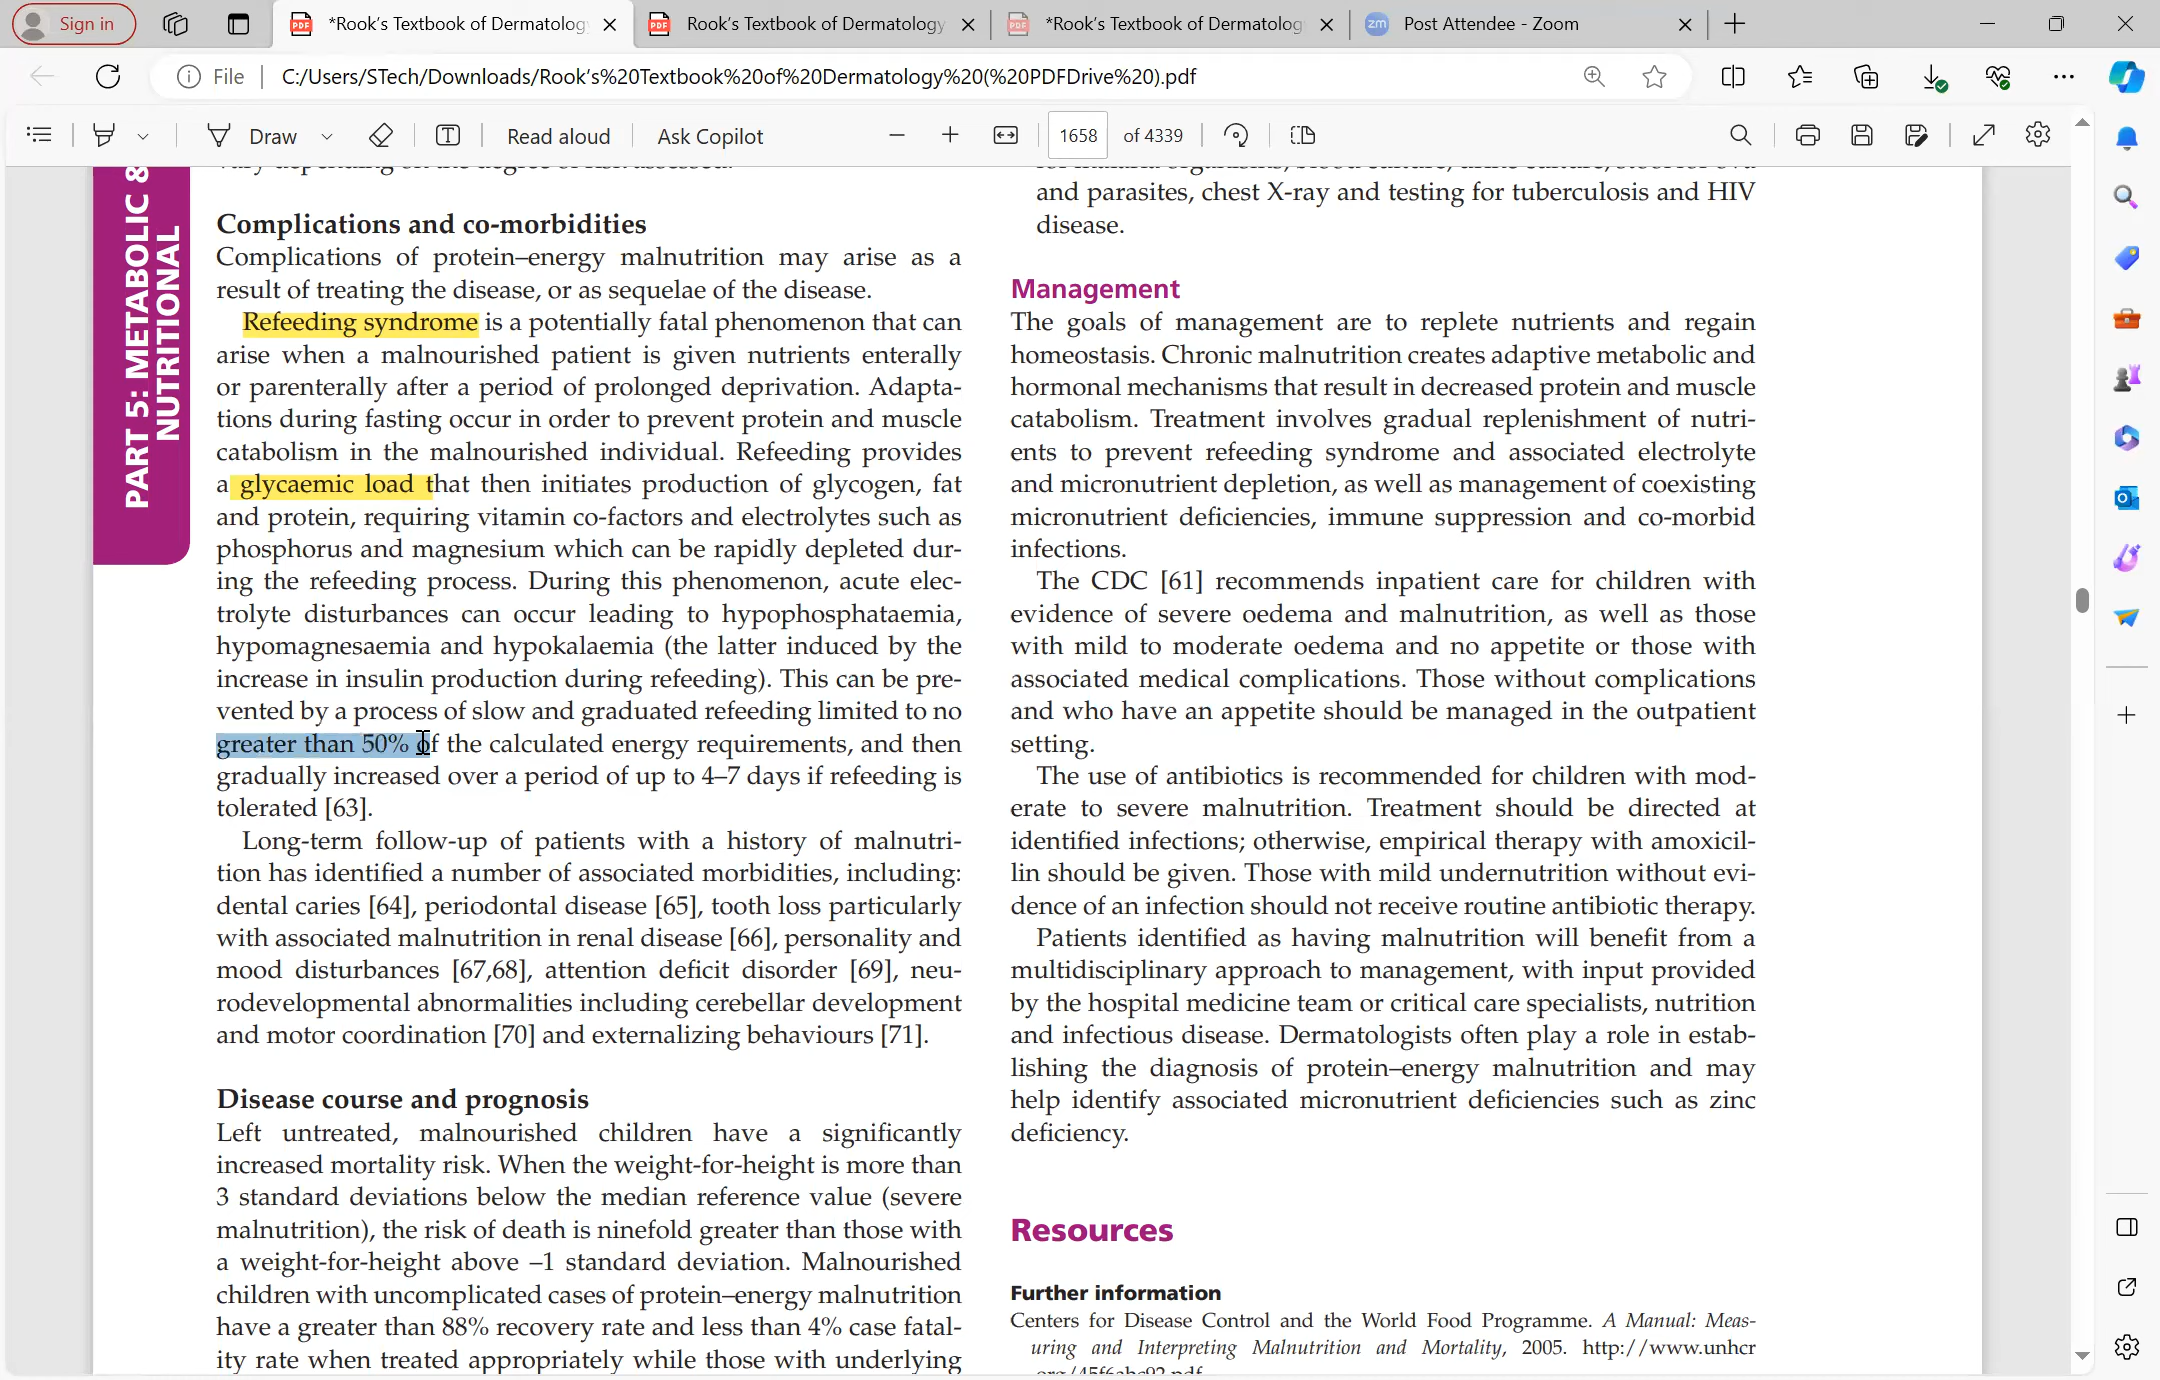 Sign in
*Rook's Textbook of Dermatolog
Rook's Textbook of Dermatology
*Rook's Textbook of Dermatolog
Post Attendee - Zoom
File
C:/Users/STech/Downloads/Rook's%20Textbook%20of%20Dermatology%20(%20PDFDrive%20).pdf
Draw
Read aloud
Ask Copilot
1658 of 4339
PART 5: METABOLIC &
NUTRITIONAL
vary depending on the degree of risk assessed.
Complications and co-morbidities
Complications of protein–energy malnutrition may arise as a
result of treating the disease, or as sequelae of the disease.
Refeeding syndrome is a potentially fatal phenomenon that can
arise when a malnourished patient is given nutrients enterally
or parenterally after a period of prolonged deprivation. Adapta-
tions during fasting occur in order to prevent protein and muscle
catabolism in the malnourished individual. Refeeding provides
a glycaemic load that then initiates production of glycogen, fat
and protein, requiring vitamin co-factors and electrolytes such as
phosphorus and magnesium which can be rapidly depleted dur-
ing the refeeding process. During this phenomenon, acute elec-
trolyte disturbances can occur leading to hypophosphataemia,
hypomagnesaemia and hypokalaemia (the latter induced by the
increase in insulin production during refeeding). This can be pre-
vented by a process of slow and graduated refeeding limited to no
greater than 50% of the calculated energy requirements, and then
gradually increased over a period of up to 4–7 days if refeeding is
tolerated [63].
Long-term follow-up of patients with a history of malnutri-
tion has identified a number of associated morbidities, including:
dental caries [64], periodontal disease [65], tooth loss particularly
with associated malnutrition in renal disease [66], personality and
mood disturbances [67,68], attention deficit disorder [69], neu-
rodevelopmental abnormalities including cerebellar development
and motor coordination [70] and externalizing behaviours [71].
Disease course and prognosis
Left untreated, malnourished children have a significantly
increased mortality risk. When the weight-for-height is more than
3 standard deviations below the median reference value (severe
malnutrition), the risk of death is ninefold greater than those with
a weight-for-height above –1 standard deviation. Malnourished
children with uncomplicated cases of protein–energy malnutrition
have a greater than 88% recovery rate and less than 4% case fatal-
ity rate when treated appropriately while those with underlying
and parasites, chest X-ray and testing for tuberculosis and HIV
disease.
Management
The goals of management are to replete nutrients and regain
homeostasis. Chronic malnutrition creates adaptive metabolic and
hormonal mechanisms that result in decreased protein and muscle
catabolism. Treatment involves gradual replenishment of nutri-
ents to prevent refeeding syndrome and associated electrolyte
and micronutrient depletion, as well as management of coexisting
micronutrient deficiencies, immune suppression and co-morbid
infections.
The CDC [61] recommends inpatient care for children with
evidence of severe oedema and malnutrition, as well as those
with mild to moderate oedema and no appetite or those with
associated medical complications. Those without complications
and who have an appetite should be managed in the outpatient
setting.
The use of antibiotics is recommended for children with mod-
erate to severe malnutrition. Treatment should be directed at
identified infections; otherwise, empirical therapy with amoxicil-
lin should be given. Those with mild undernutrition without evi-
dence of an infection should not receive routine antibiotic therapy.
Patients identified as having malnutrition will benefit from a
multidisciplinary approach to management, with input provided
by the hospital medicine team or critical care specialists, nutrition
and infectious disease. Dermatologists often play a role in estab-
lishing the diagnosis of protein–energy malnutrition and may
help identify associated micronutrient deficiencies such as zinc
deficiency.
Resources
Further information
Centers for Disease Control and the World Food Programme. A Manual: Meas-
uring and Interpreting Malnutrition and Mortality, 2005. http://www.unhcr